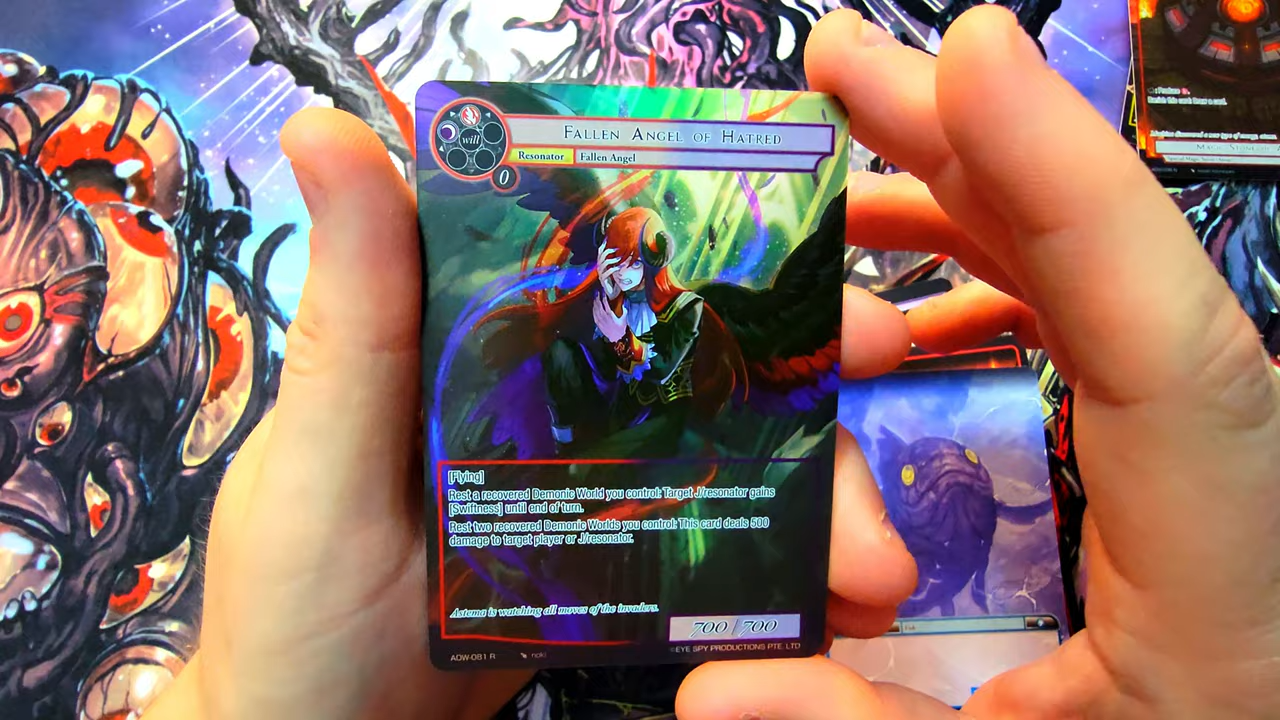 will
FALLEN ANGEL OF HATRED
Resonator Fallen Angel
0
[Flying]
Rest a recovered Demonic World you control: Target J/resonator gains
[Swiftness] until end of turn.
Rest two recovered Demonic Worlds you control: This card deals 500
damage to target player or J/resonator.
Astema is watching all moves of the invaders.
700 / 700
AOW-081 R noki ©EYE SPY PRODUCTIONS PTE. LTD
Fish